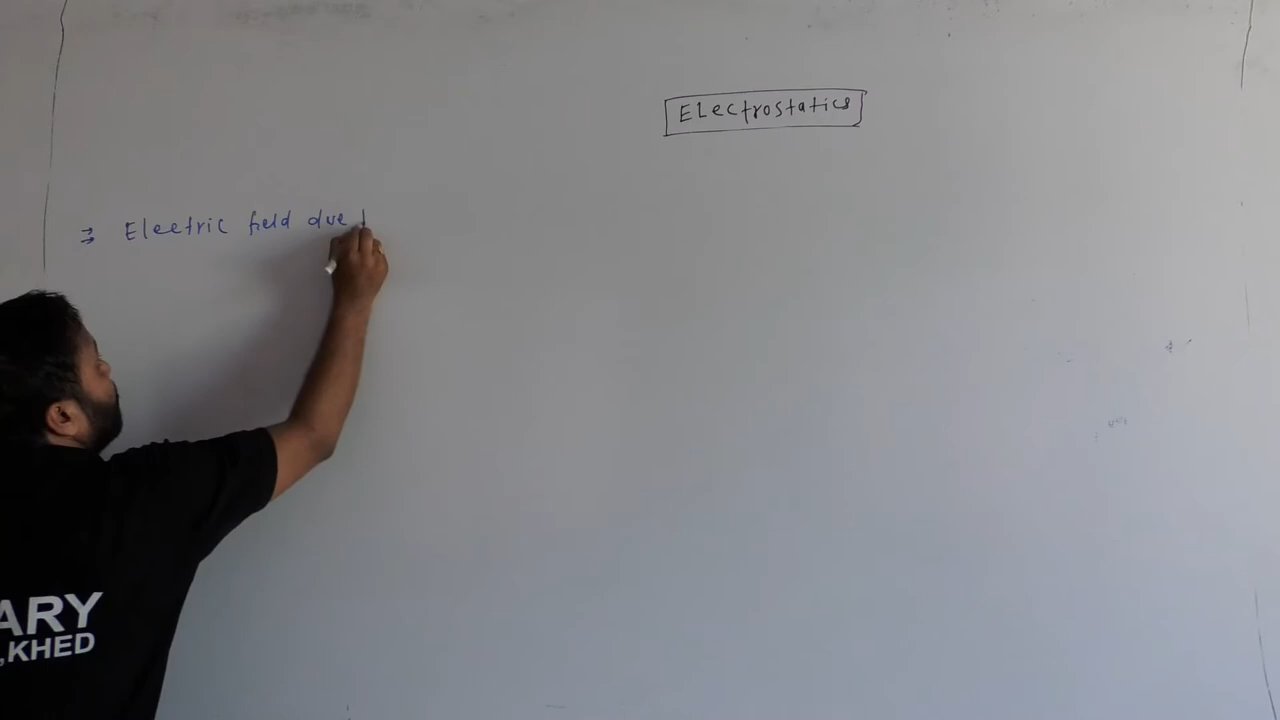 Electrostatics
⇒ Electric field due
ARY
,KHED